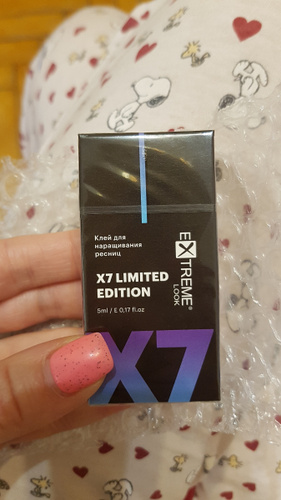 Клей для
наращивания
ресниц
X7 LIMITED
EDITION
5ml / E 0,17 fl.oz
EXTREME
LOOK®
X7